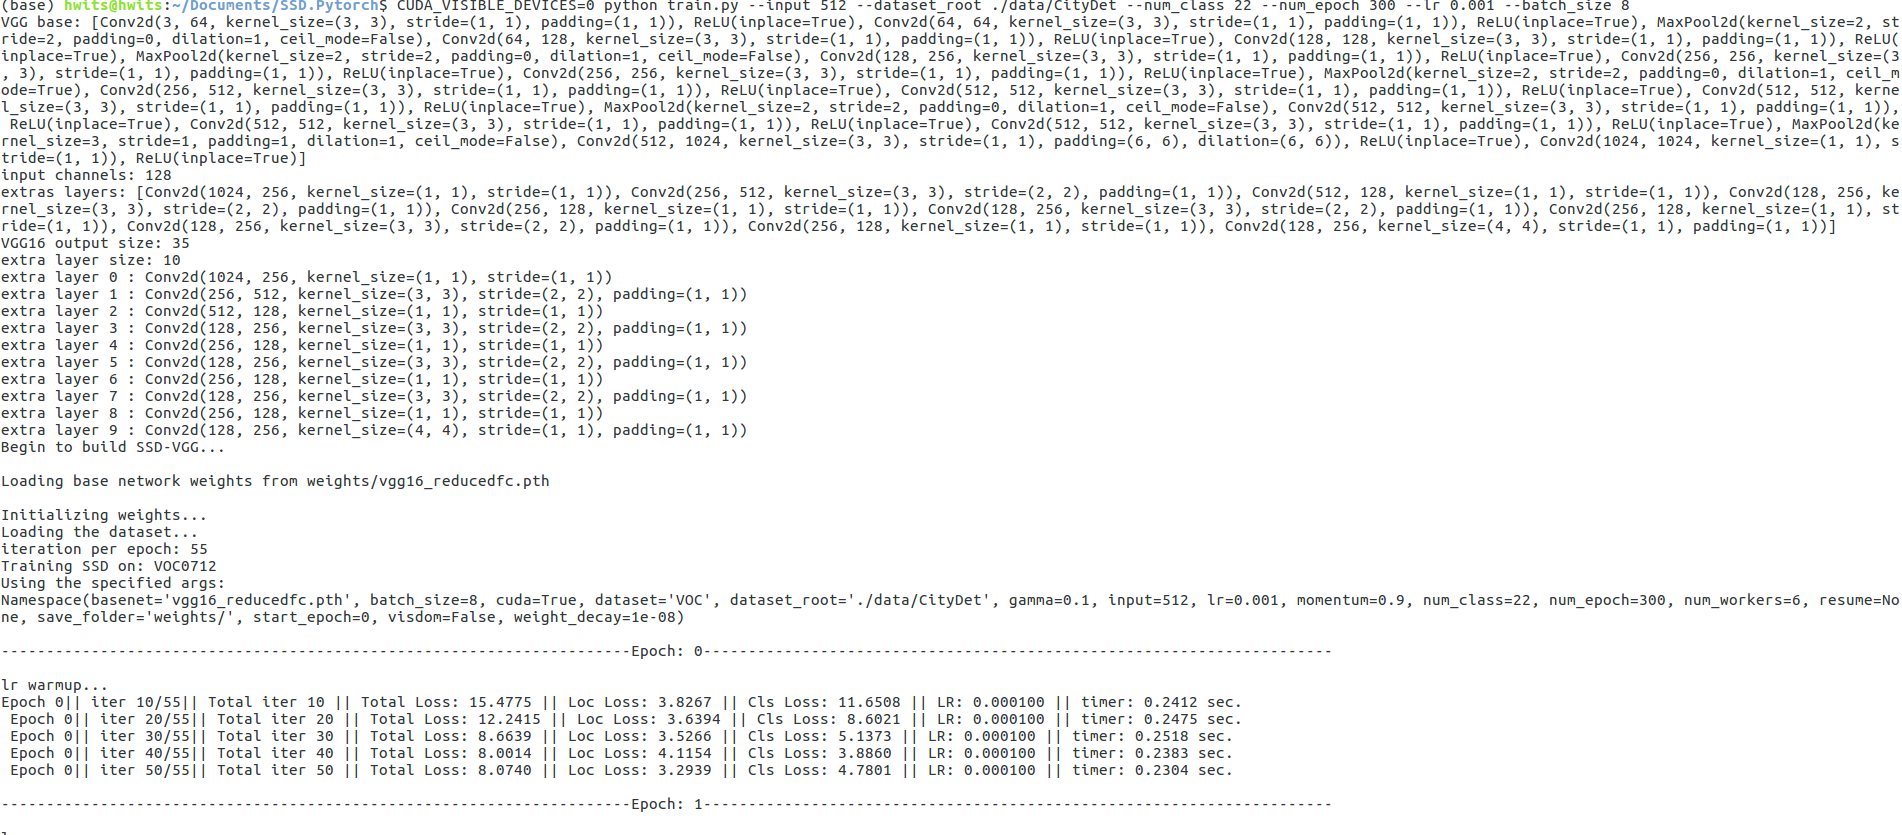 (base) hwits@hwits:~/Documents/SSD.Pytorch$ CUDA_VISIBLE_DEVICES=0 python train.py --input 512 --dataset_root ./data/CityDet --num_class 22 --num_epoch 300 --lr 0.001 --batch_size 8
VGG base: [Conv2d(3, 64, kernel_size=(3, 3), stride=(1, 1), padding=(1, 1)), ReLU(inplace=True), Conv2d(64, 64, kernel_size=(3, 3), stride=(1, 1), padding=(1, 1)), ReLU(inplace=True), MaxPool2d(kernel_size=2, st
ride=2, padding=0, dilation=1, ceil_mode=False), Conv2d(64, 128, kernel_size=(3, 3), stride=(1, 1), padding=(1, 1)), ReLU(inplace=True), Conv2d(128, 128, kernel_size=(3, 3), stride=(1, 1), padding=(1, 1)), ReLU(
inplace=True), MaxPool2d(kernel_size=2, stride=2, padding=0, dilation=1, ceil_mode=False), Conv2d(128, 256, kernel_size=(3, 3), stride=(1, 1), padding=(1, 1)), ReLU(inplace=True), Conv2d(256, 256, kernel_size=(3
, 3), stride=(1, 1), padding=(1, 1)), ReLU(inplace=True), Conv2d(256, 256, kernel_size=(3, 3), stride=(1, 1), padding=(1, 1)), ReLU(inplace=True), MaxPool2d(kernel_size=2, stride=2, padding=0, dilation=1, ceil_m
ode=True), Conv2d(256, 512, kernel_size=(3, 3), stride=(1, 1), padding=(1, 1)), ReLU(inplace=True), Conv2d(512, 512, kernel_size=(3, 3), stride=(1, 1), padding=(1, 1)), ReLU(inplace=True), Conv2d(512, 512, kerne
l_size=(3, 3), stride=(1, 1), padding=(1, 1)), ReLU(inplace=True), MaxPool2d(kernel_size=2, stride=2, padding=0, dilation=1, ceil_mode=False), Conv2d(512, 512, kernel_size=(3, 3), stride=(1, 1), padding=(1, 1)),
ReLU(inplace=True), Conv2d(512, 512, kernel_size=(3, 3), stride=(1, 1), padding=(1, 1)), ReLU(inplace=True), Conv2d(512, 512, kernel_size=(3, 3), stride=(1, 1), padding=(1, 1)), ReLU(inplace=True), MaxPool2d(ke
rnel_size=3, stride=1, padding=1, dilation=1, ceil_mode=False), Conv2d(512, 1024, kernel_size=(3, 3), stride=(1, 1), padding=(6, 6), dilation=(6, 6)), ReLU(inplace=True), Conv2d(1024, 1024, kernel_size=(1, 1), s
tride=(1, 1)), ReLU(inplace=True)]
input channels: 128
extras layers: [Conv2d(1024, 256, kernel_size=(1, 1), stride=(1, 1)), Conv2d(256, 512, kernel_size=(3, 3), stride=(2, 2), padding=(1, 1)), Conv2d(512, 128, kernel_size=(1, 1), stride=(1, 1)), Conv2d(128, 256, ke
rnel_size=(3, 3), stride=(2, 2), padding=(1, 1)), Conv2d(256, 128, kernel_size=(1, 1), stride=(1, 1)), Conv2d(128, 256, kernel_size=(3, 3), stride=(2, 2), padding=(1, 1)), Conv2d(256, 128, kernel_size=(1, 1), st
ride=(1, 1)), Conv2d(128, 256, kernel_size=(3, 3), stride=(2, 2), padding=(1, 1)), Conv2d(256, 128, kernel_size=(1, 1), stride=(1, 1)), Conv2d(128, 256, kernel_size=(4, 4), stride=(1, 1), padding=(1, 1))]
VGG16 output size: 35
extra layer size: 10
extra layer 0 : Conv2d(1024, 256, kernel_size=(1, 1), stride=(1, 1))
extra layer 1 : Conv2d(256, 512, kernel_size=(3, 3), stride=(2, 2), padding=(1, 1))
extra layer 2 : Conv2d(512, 128, kernel_size=(1, 1), stride=(1, 1))
extra layer 3 : Conv2d(128, 256, kernel_size=(3, 3), stride=(2, 2), padding=(1, 1))
extra layer 4 : Conv2d(256, 128, kernel_size=(1, 1), stride=(1, 1))
extra layer 5 : Conv2d(128, 256, kernel_size=(3, 3), stride=(2, 2), padding=(1, 1))
extra layer 6 : Conv2d(256, 128, kernel_size=(1, 1), stride=(1, 1))
extra layer 7 : Conv2d(128, 256, kernel_size=(3, 3), stride=(2, 2), padding=(1, 1))
extra layer 8 : Conv2d(256, 128, kernel_size=(1, 1), stride=(1, 1))
extra layer 9 : Conv2d(128, 256, kernel_size=(4, 4), stride=(1, 1), padding=(1, 1))
Begin to build SSD-VGG...
Loading base network weights from weights/vgg16_reducedfc.pth
Initializing weights...
Loading the dataset...
iteration per epoch: 55
Training SSD on: VOC0712
Using the specified args:
Namespace(basenet='vgg16_reducedfc.pth', batch_size=8, cuda=True, dataset='VOC', dataset_root='./data/CityDet', gamma=0.1, input=512, lr=0.001, momentum=0.9, num_class=22, num_epoch=300, num_workers=6, resume=No
ne, save_folder='weights/', start_epoch=0, visdom=False, weight_decay=1e-08)
----------------------------------------------------------------------Epoch: 0----------------------------------------------------------------------
lr warmup...
Epoch 0|| iter 10/55|| Total iter 10 || Total Loss: 15.4775 || Loc Loss: 3.8267 || Cls Loss: 11.6508 || LR: 0.000100 || timer: 0.2412 sec.
Epoch 0|| iter 20/55|| Total iter 20 || Total Loss: 12.2415 || Loc Loss: 3.6394 || Cls Loss: 8.6021 || LR: 0.000100 || timer: 0.2475 sec.
Epoch 0|| iter 30/55|| Total iter 30 || Total Loss: 8.6639 || Loc Loss: 3.5266 || Cls Loss: 5.1373 || LR: 0.000100 || timer: 0.2518 sec.
Epoch 0|| iter 40/55|| Total iter 40 || Total Loss: 8.0014 || Loc Loss: 4.1154 || Cls Loss: 3.8860 || LR: 0.000100 || timer: 0.2383 sec.
Epoch 0|| iter 50/55|| Total iter 50 || Total Loss: 8.0740 || Loc Loss: 3.2939 || Cls Loss: 4.7801 || LR: 0.000100 || timer: 0.2304 sec.
----------------------------------------------------------------------Epoch: 1----------------------------------------------------------------------